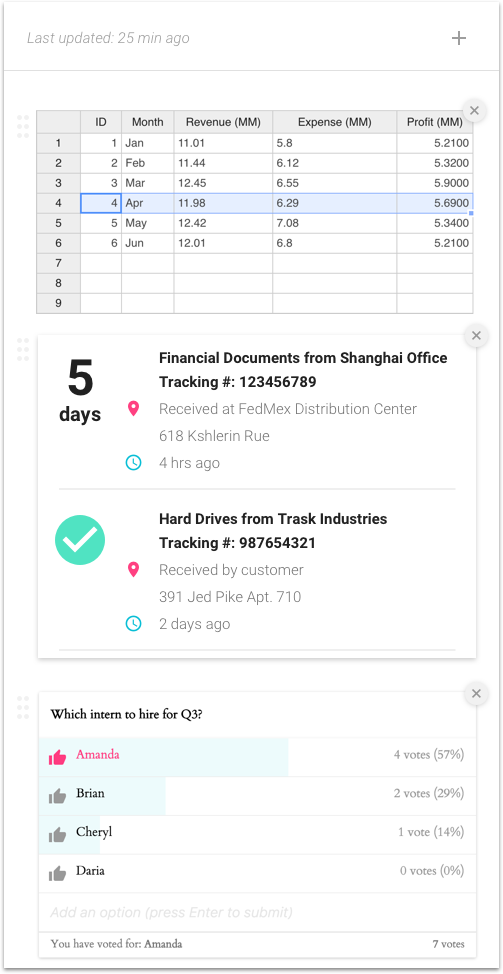 Last updated: 25 min ago
ID Month Revenue (MM) Expense (MM) Profit (MM)
1 1 Jan 11.01 5.8 5.2100
2 2 Feb 11.44 6.12 5.3200
3 3 Mar 12.45 6.55 5.9000
4 4 Apr 11.98 6.29 5.6900
5 5 May 12.42 7.08 5.3400
6 6 Jun 12.01 6.8 5.2100
7
8
9
5
days
Financial Documents from Shanghai Office
Tracking #: 123456789
Received at FedMex Distribution Center
618 Kshlerin Rue
4 hrs ago
Hard Drives from Trask Industries
Tracking #: 987654321
Received by customer
391 Jed Pike Apt. 710
2 days ago
Which intern to hire for Q3?
Amanda 4 votes (57%)
Brian 2 votes (29%)
Cheryl 1 vote (14%)
Daria 0 votes (0%)
Add an option (press Enter to submit)
You have voted for: Amanda 7 votes